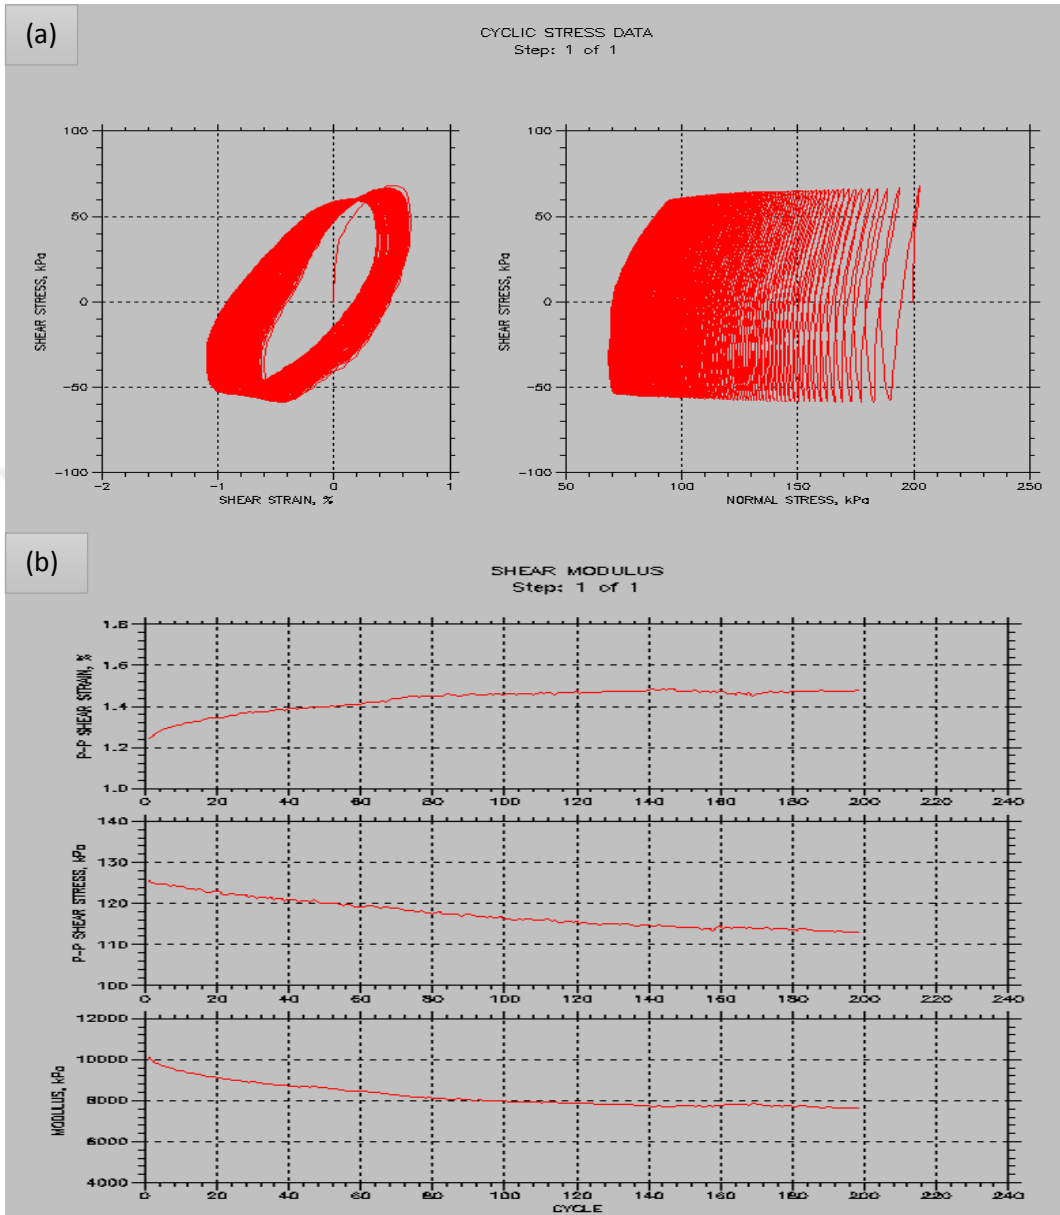 (a)
CYCLIC STRESS DATA
Step: 1 of 1
SHEAR STRESS, kPa
100
50
0
-50
-100
-2
-1
0
1
SHEAR STRAIN, %
SHEAR STRESS, kPa
100
50
0
-50
-100
50
100
150
200
250
NORMAL STRESS, kPa
(b)
SHEAR MODULUS
Step: 1 of 1
P-P SHEAR STRAIN, %
1.8
1.6
1.4
1.2
1.0
0 20 40 60 80 100 120 140 160 180 200 220 240
P-P SHEAR STRESS, kPa
140
130
120
110
100
0 20 40 60 80 100 120 140 160 180 200 220 240
MODULUS, kPa
12000
10000
8000
6000
4000
0 20 40 60 80 100 120 140 160 180 200 220 240
CYCLE